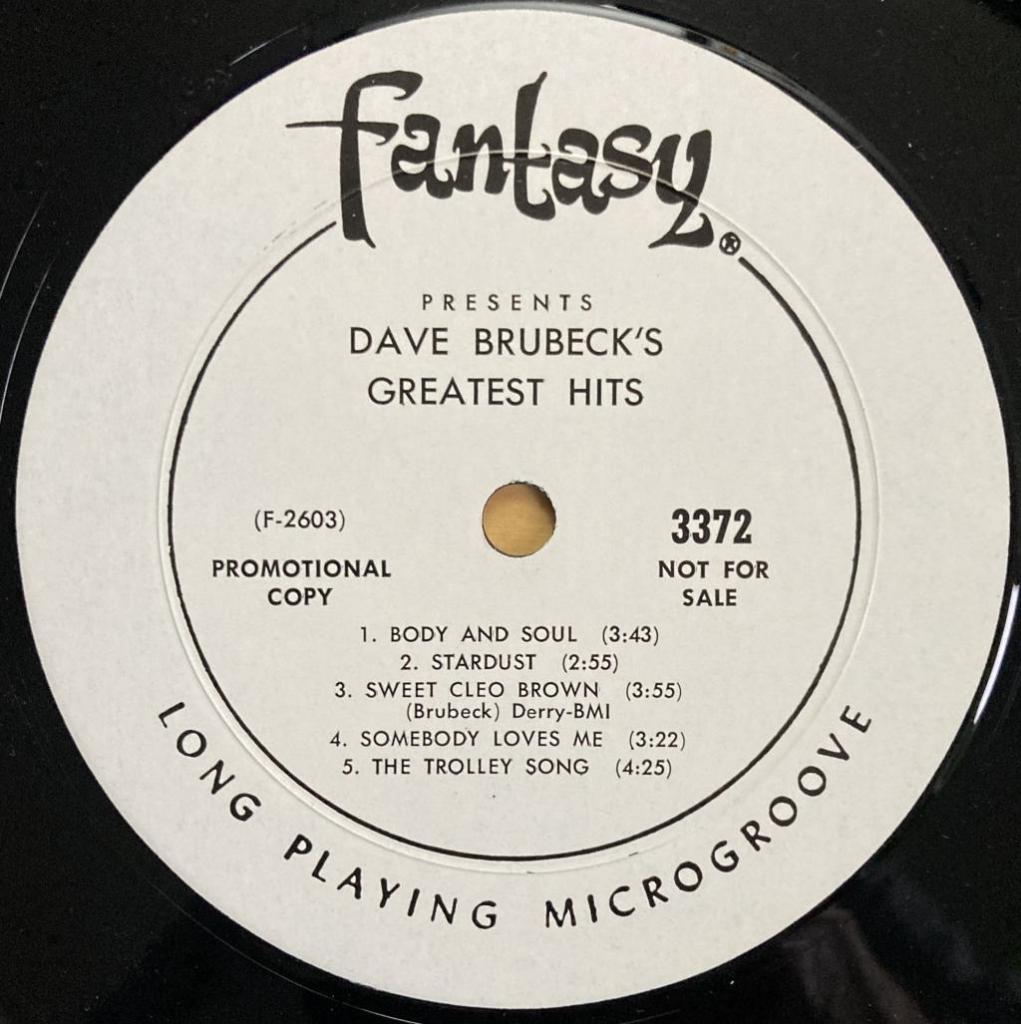 fantasy®
PRESENTS
DAVE BRUBECK'S
GREATEST HITS
(F-2603)
3372
PROMOTIONAL
COPY
NOT FOR
SALE
1. BODY AND SOUL (3:43)
2. STARDUST (2:55)
3. SWEET CLEO BROWN (3:55)
(Brubeck) Derry-BMI
4. SOMEBODY LOVES ME (3:22)
5. THE TROLLEY SONG (4:25)
LONG PLAYING MICROGROOVE